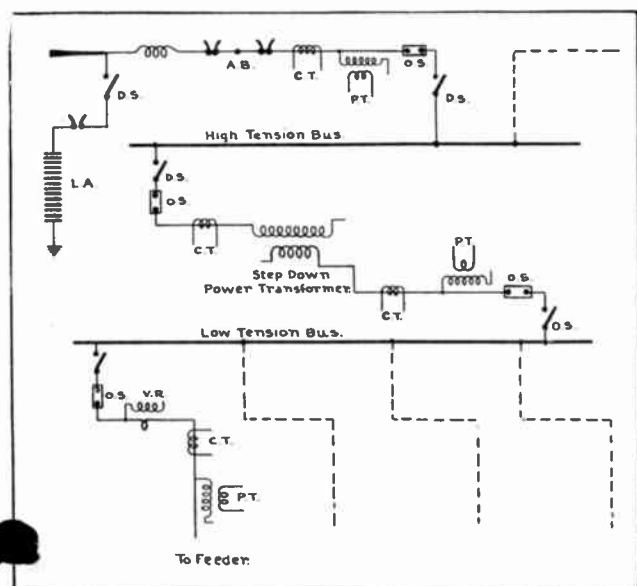 A.B.
C.T.
P.T.
O.S.
D.S.
D.S.
High Tension Bus.
L.A.
D.S.
O.S.
C.T.
P.T.
O.S.
Step Down
Power Transformer.
C.T.
O.S.
Low Tension Bus.
O.S.
V.R.
C.T.
P.T.
To Feeder.